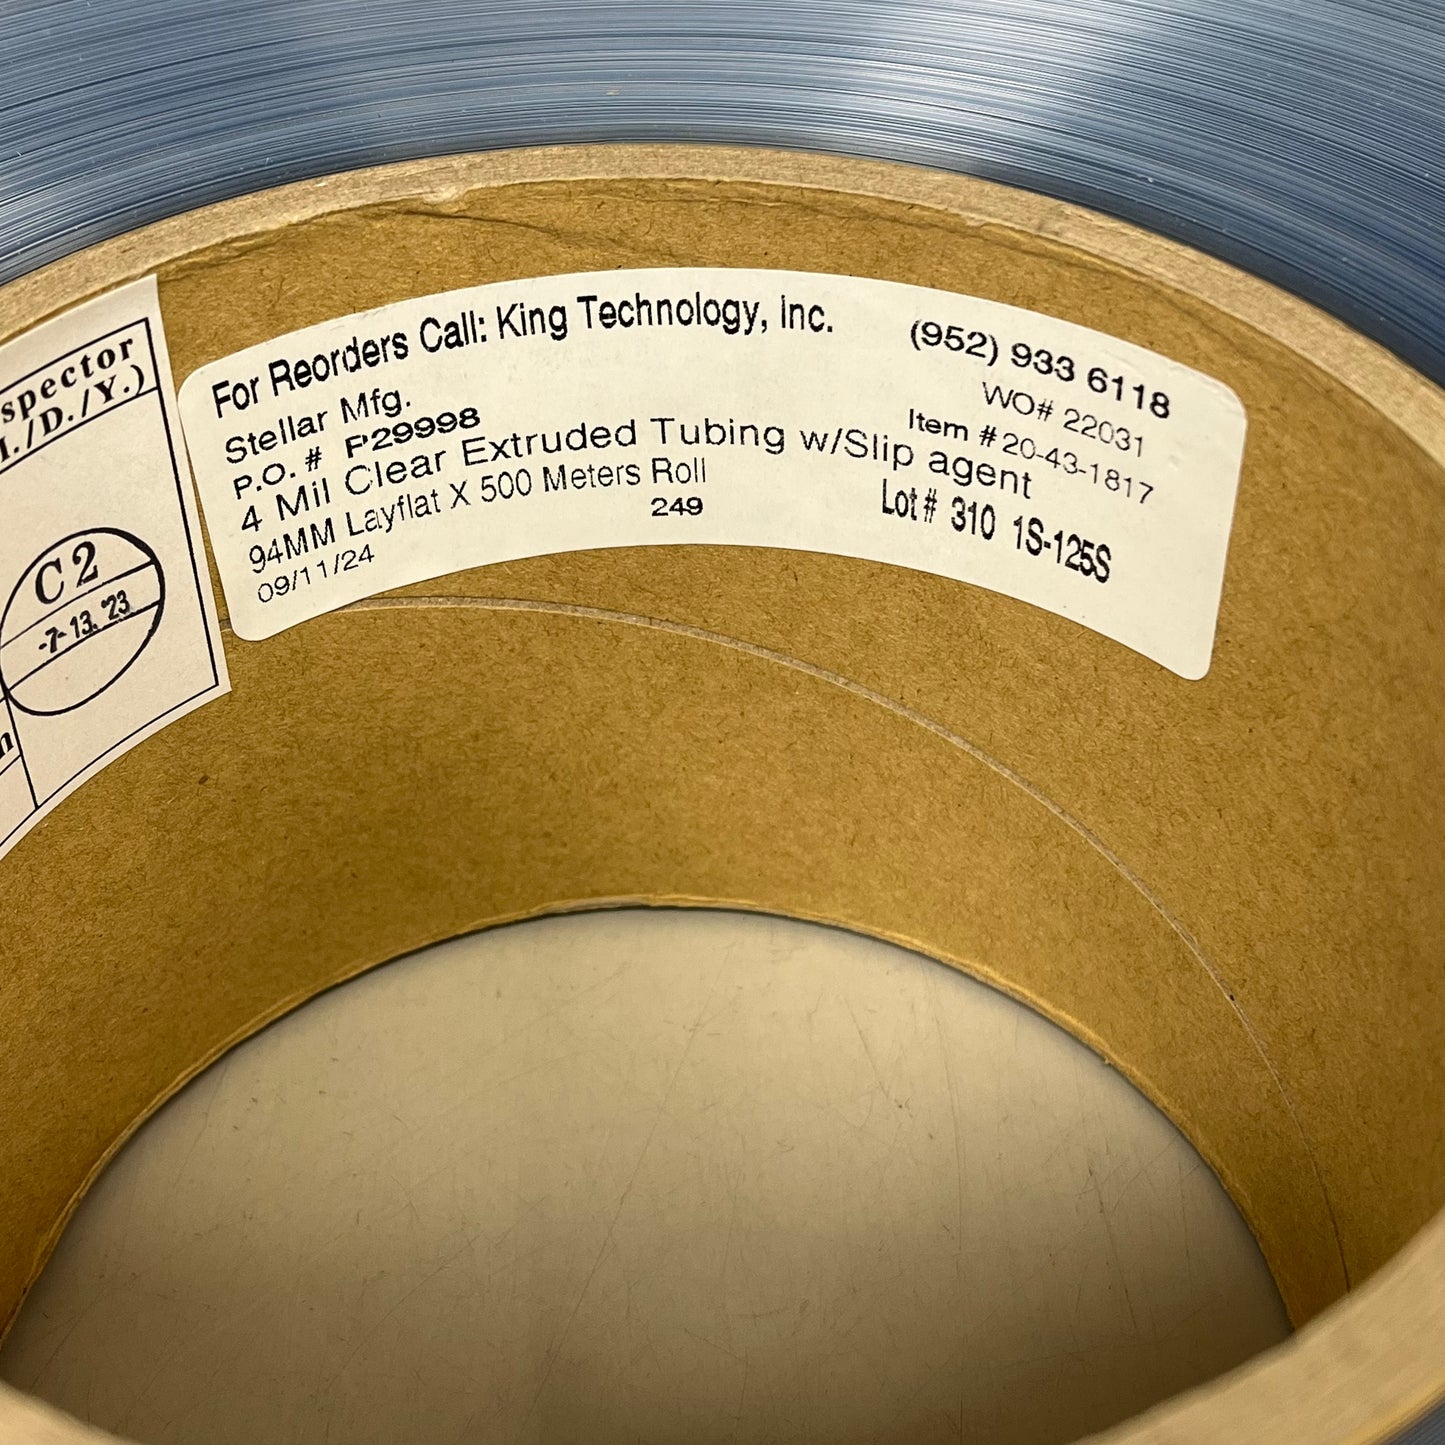 For Reorders Call: King Technology, Inc. (952) 933 6118
Stellar Mfg. WO# 22031
P.O. # P29998 Item # 20-43-1817
4 Mil Clear Extruded Tubing w/Slip agent
94MM Layflat X 500 Meters Roll Lot # 310 1S-125S
09/11/24 249
spector
./D./Y.)
C2
-7-13.'23
n